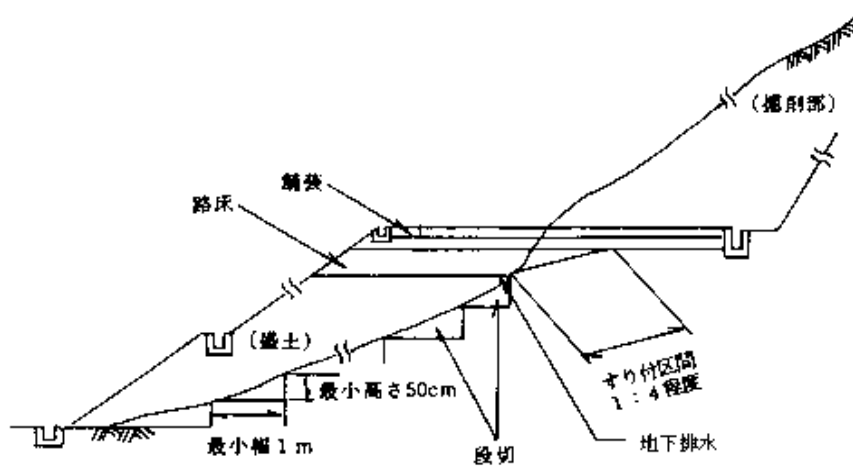 (掘削部)
舗装
路床
(盛土)
すり付区間
1:4程度
最小高さ50cm
最小幅1m
段切
地下排水